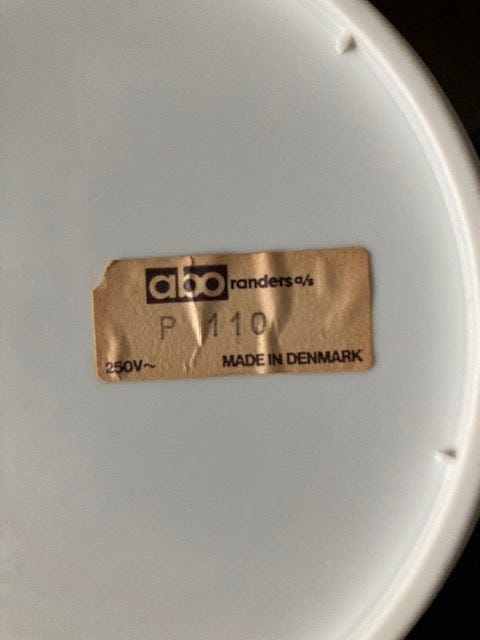 abo randers a/s
P 110
250V~ MADE IN DENMARK